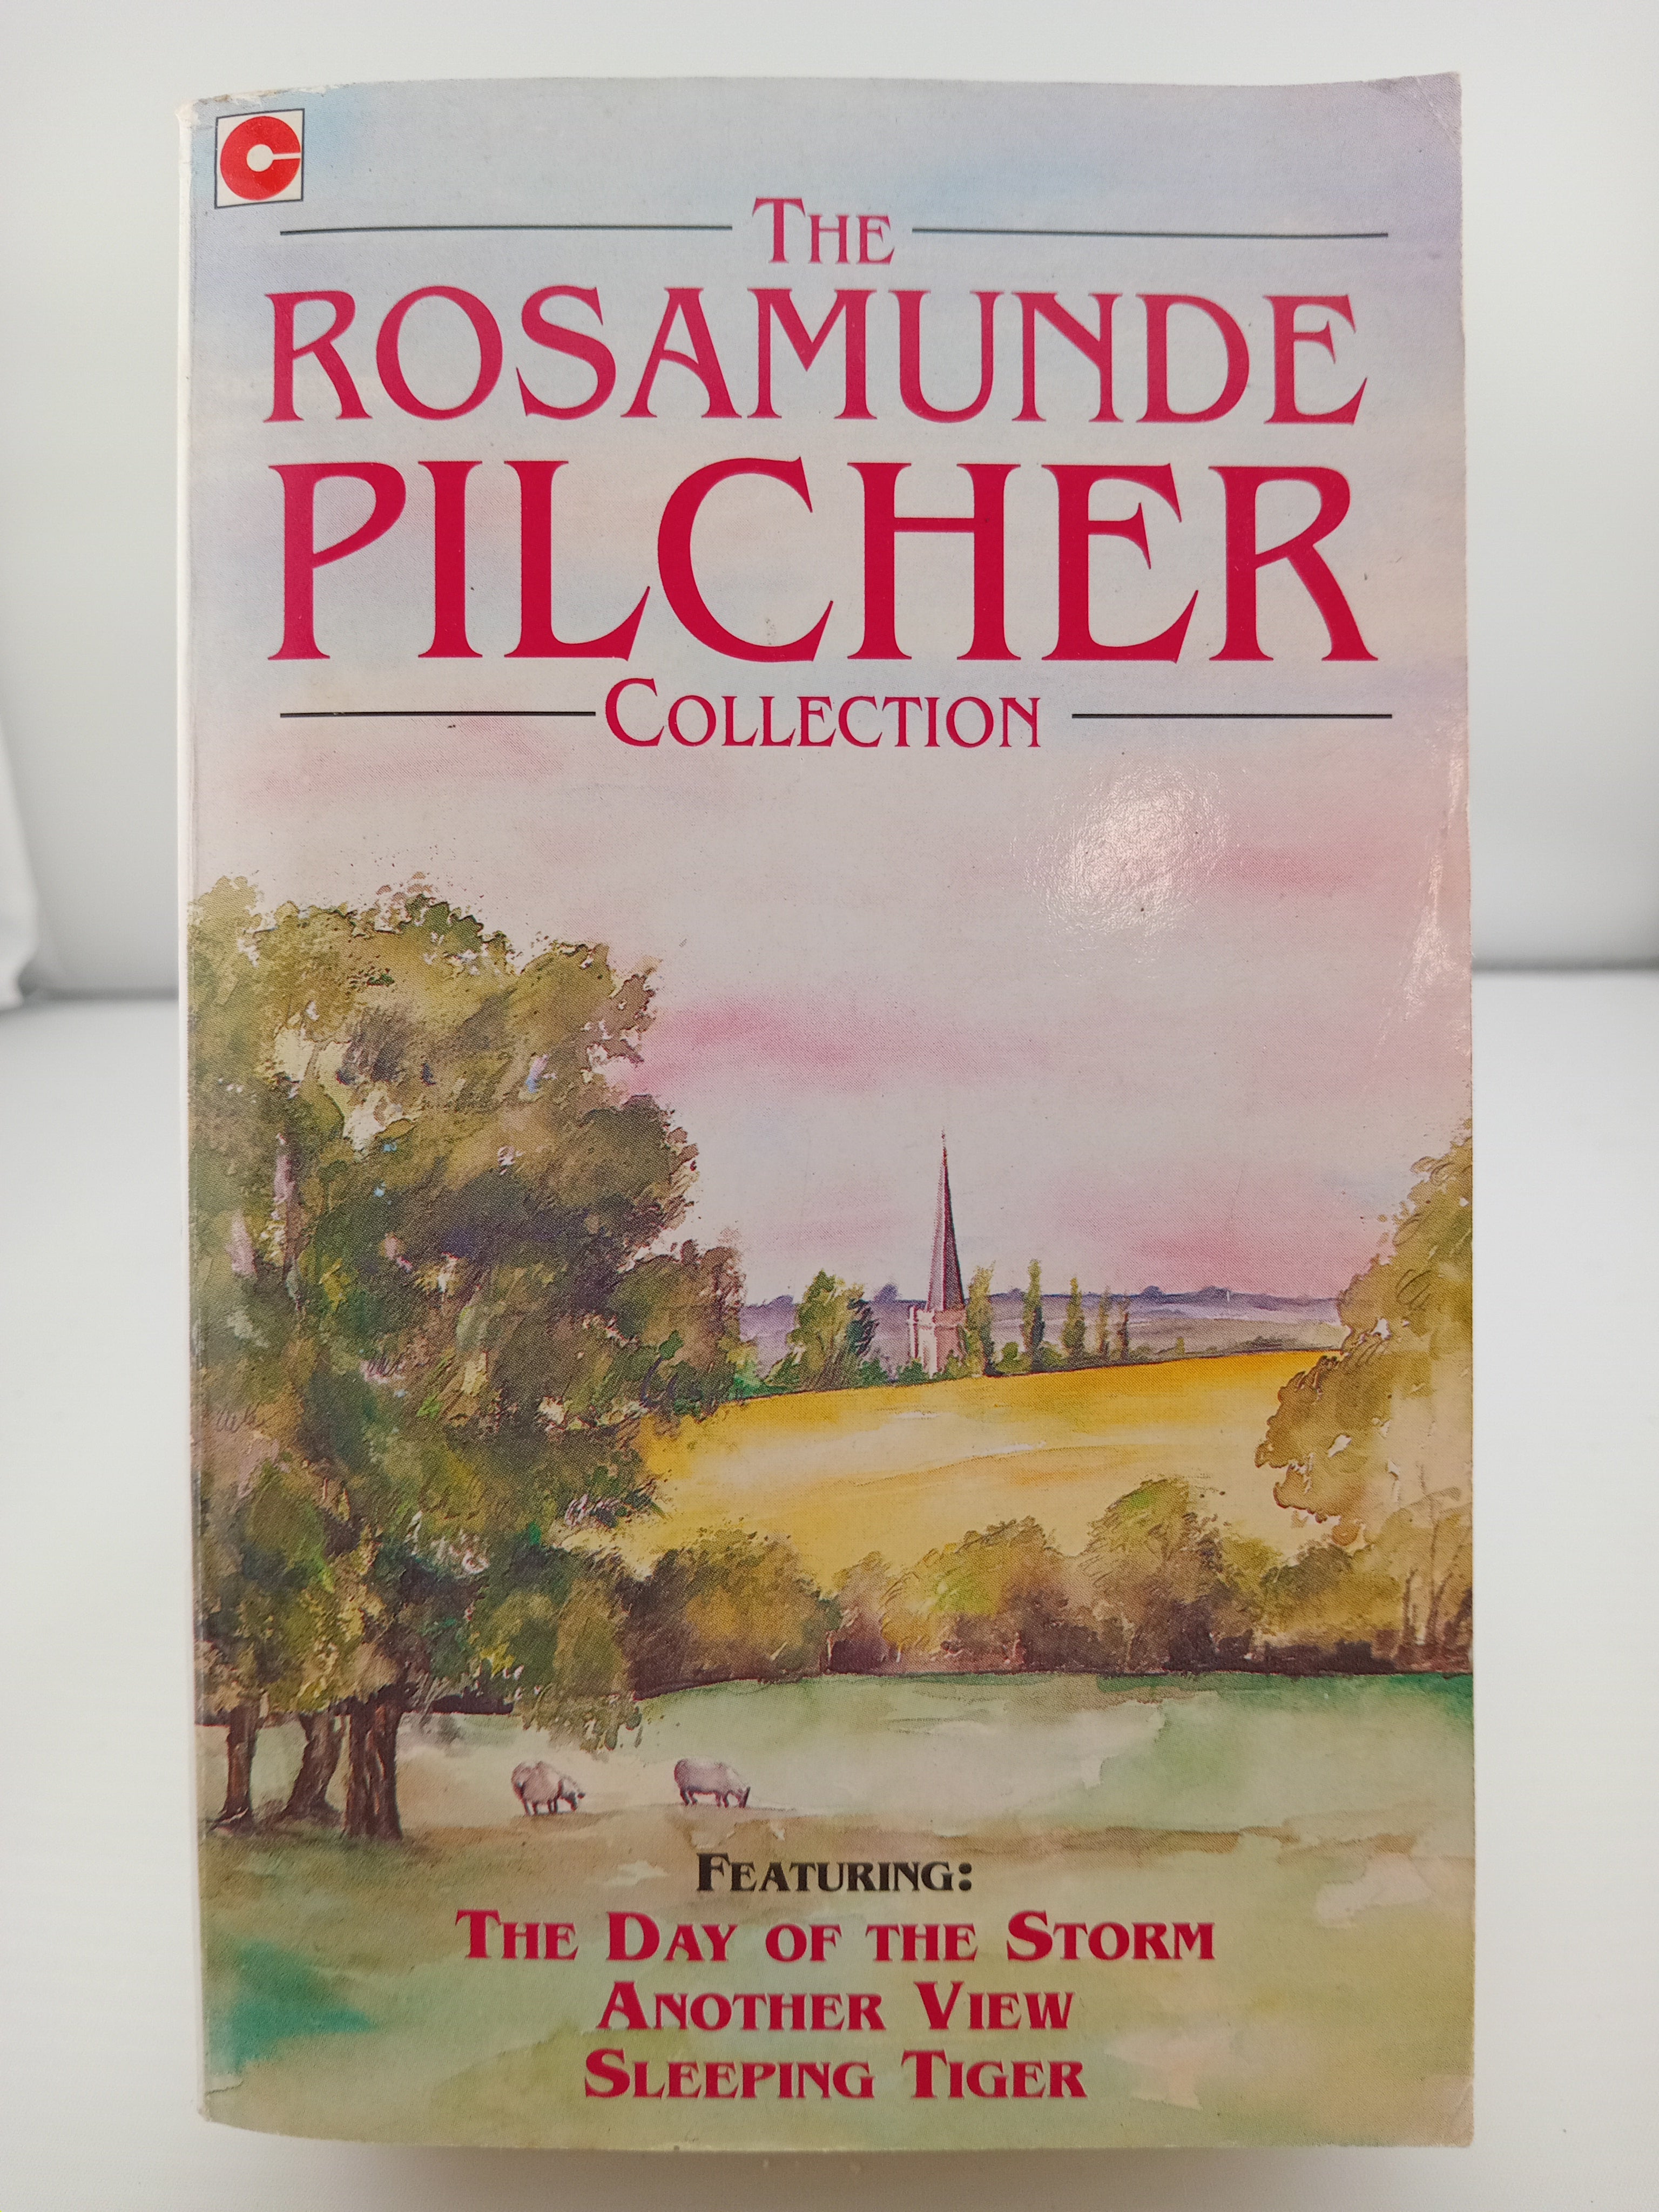 THE
ROSAMUNDE
PILCHER
COLLECTION
FEATURING:
THE DAY OF THE STORM
ANOTHER VIEW
SLEEPING TIGER